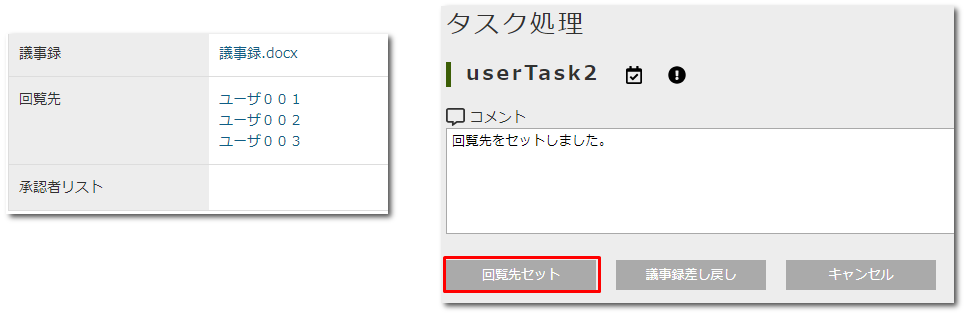 議事録 議事録.docx
回覧先 ユーザ００１
ユーザ００２
ユーザ００３
承認者リスト
タスク処理
userTask2
コメント
回覧先をセットしました。
回覧先セット 議事録差し戻し キャンセル